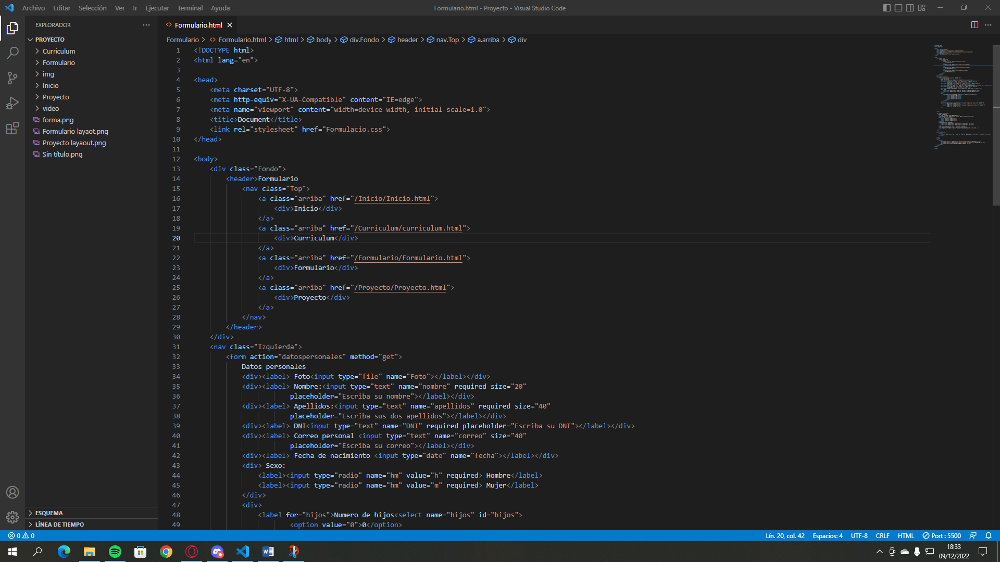 Archivo Editar Selección Ver Ir Ejecutar Terminal Ayuda
Formulario.html - Proyecto - Visual Studio Code
EXPLORADOR
PROYECTO
Curriculum
Formulario
img
Inicio
Proyecto
video
forma.png
Formulario layaot.png
Proyecto layaout.png
Sin título.png
ESQUEMA
LÍNEA DE TIEMPO
Formulario.html
Formulario > Formulario.html > html > body > div.Fondo > header > nav.Top > a.arriba > div
1 <!DOCTYPE html>
2 <html lang="en">
3
4 <head>
5 <meta charset="UTF-8">
6 <meta http-equiv="X-UA-Compatible" content="IE=edge">
7 <meta name="viewport" content="width=device-width, initial-scale=1.0">
8 <title>Document</title>
9 <link rel="stylesheet" href="Formulacio.css">
10 </head>
11
12 <body>
13 <div class="Fondo">
14 <header>Formulario
15 <nav class="Top">
16 <a class="arriba" href="/Inicio/Inicio.html">
17 <div>Inicio</div>
18 </a>
19 <a class="arriba" href="/Curriculum/curriculum.html">
20 <div>Curriculum</div>
21 </a>
22 <a class="arriba" href="/Formulario/Formulario.html">
23 <div>Formulario</div>
24 </a>
25 <a class="arriba" href="/Proyecto/Proyecto.html">
26 <div>Proyecto</div>
27 </a>
28 </nav>
29 </header>
30 </div>
31 <nav class="Izquierda">
32 <form action="datospersonales" method="get">
33 Datos personales
34 <div><label> Foto<input type="file" name="Foto"></label></div>
35 <div><label> Nombre:<input type="text" name="nombre" required size="20"
36 placeholder="Escriba su nombre"></label></div>
37 <div><label> Apellidos:<input type="text" name="apellidos" required size="40"
38 placeholder="Escriba sus dos apellidos"></label></div>
39 <div><label> DNI<input type="text" name="DNI" required placeholder="Escriba su DNI"></label></div>
40 <div><label> Correo personal <input type="text" name="correo" size="40"
41 placeholder="Escriba su correo"></label></div>
42 <div><label> Fecha de nacimiento <input type="date" name="fecha"></label></div>
43 <div> Sexo:
44 <label><input type="radio" name="hm" value="h" required> Hombre</label>
45 <label><input type="radio" name="hm" value="m" required> Mujer</label>
46 </div>
47 <div>
48 <label for="hijos">Numero de hijos<select name="hijos" id="hijos">
49 <option value="0">0</option>
0 0
Lín. 20, col. 42 Espacios: 4 UTF-8 CRLF HTML Port : 5500
18:33
09/12/2022